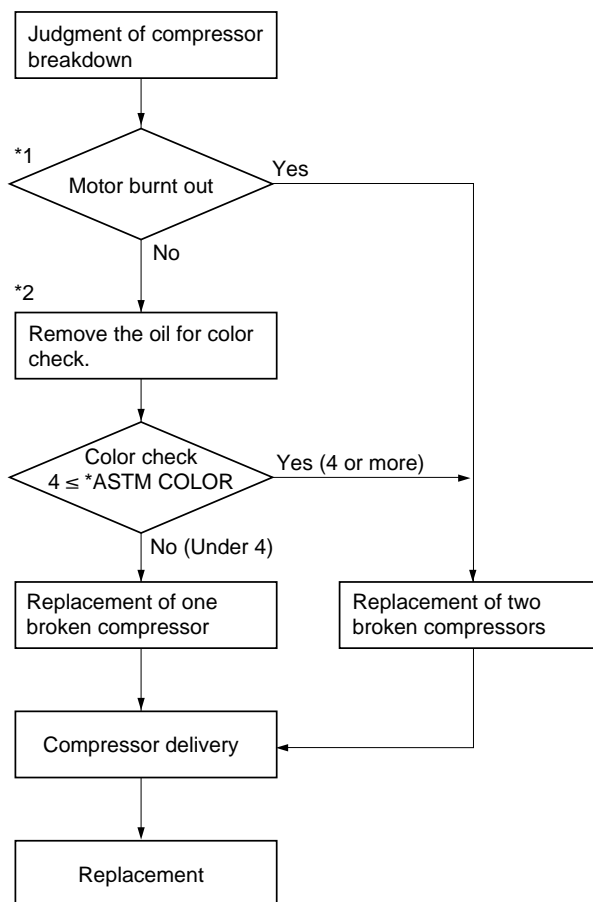 Judgment of compressor
breakdown
*1
Motor burnt out
Yes
No
*2
Remove the oil for color
check.
Color check
4 ≤ *ASTM COLOR
Yes (4 or more)
No (Under 4)
Replacement of one
broken compressor
Replacement of two
broken compressors
Compressor delivery
Replacement